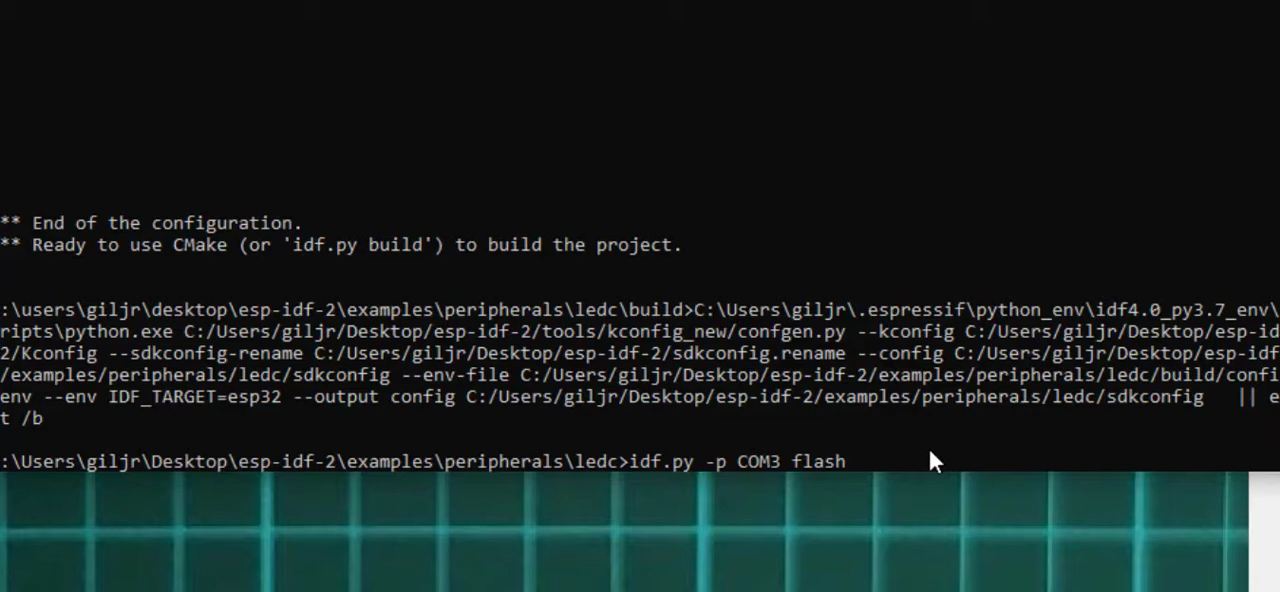 ** End of the configuration.
** Ready to use CMake (or 'idf.py build') to build the project.
:\users\giljr\desktop\esp-idf-2\examples\peripherals\ledc\build>C:\Users\giljr\.espressif\python_env\idf4.0_py3.7_env\
ripts\python.exe C:/Users/giljr/Desktop/esp-idf-2/tools/kconfig_new/confgen.py --kconfig C:/Users/giljr/Desktop/esp-id
2/Kconfig --sdkconfig-rename C:/Users/giljr/Desktop/esp-idf-2/sdkconfig.rename --config C:/Users/giljr/Desktop/esp-idf
/examples/peripherals/ledc/sdkconfig --env-file C:/Users/giljr/Desktop/esp-idf-2/examples/peripherals/ledc/build/confi
env --env IDF_TARGET=esp32 --output config C:/Users/giljr/Desktop/esp-idf-2/examples/peripherals/ledc/sdkconfig || e
t /b
:\Users\giljr\Desktop\esp-idf-2\examples\peripherals\ledc>idf.py -p COM3 flash